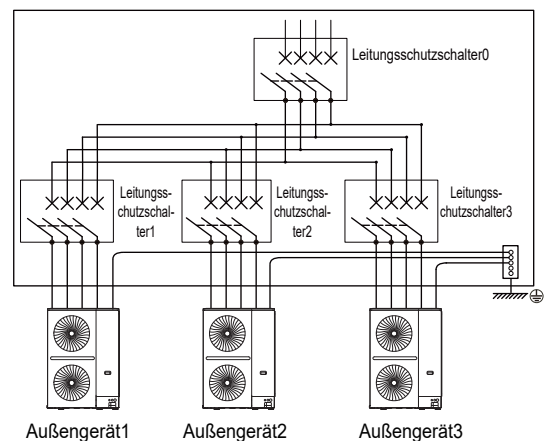 Leitungsschutzschalter0
Leitungss-
chutzschal-
ter1
Leitungss-
chutzschal-
ter2
Leitungss-
chutzschalter3
Außengerät1
Außengerät2
Außengerät3